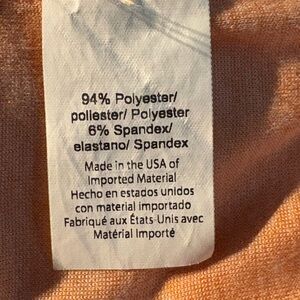 94% Polyester/
poliester/ Polyester
6% Spandex/
elastano/ Spandex
Made in the USA of
Imported Material
Hecho en estados unidos
con material importado
Fabriqué aux États-Unis avec
Matérial Importé